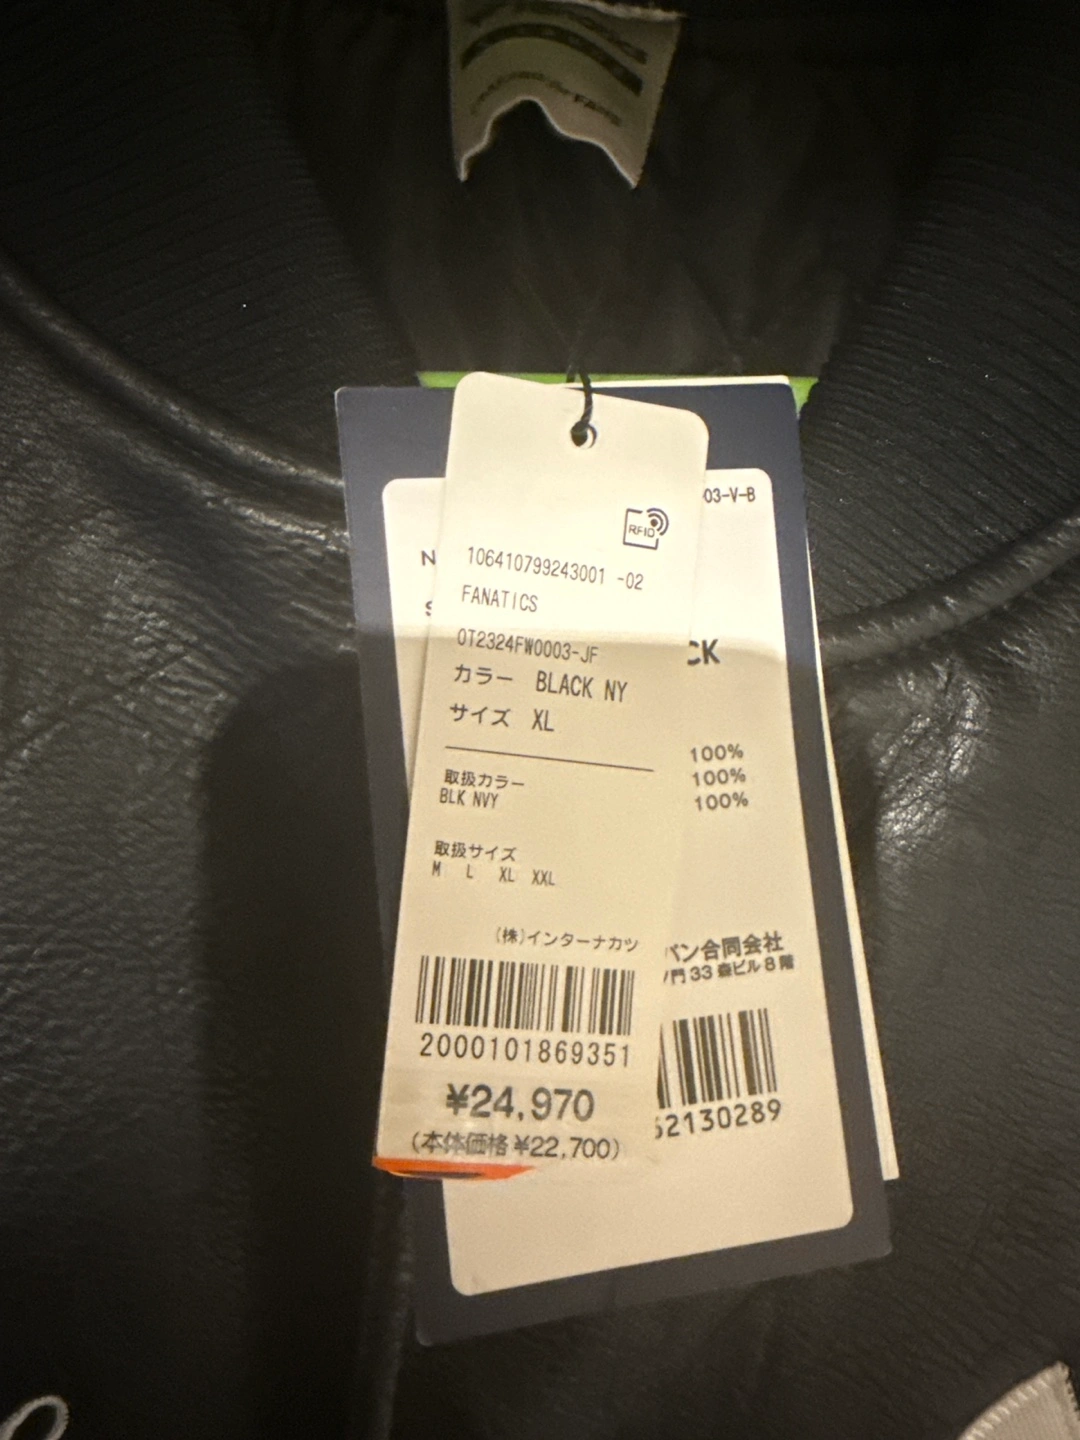 RFID
106410799243001 -02
FANATICS
OT2324FW0003-JF
カラー BLACK NY
サイズ XL
取扱カラー
BLK NVY
取扱サイズ
M L XL XXL
(株)インターナカツ
2000101869351
¥24,970
(本体価格 ¥22,700)
03-V-B
N
S
CK
100%
100%
100%
パン合同会社
ノ門 33 森ビル 8 階
62130289